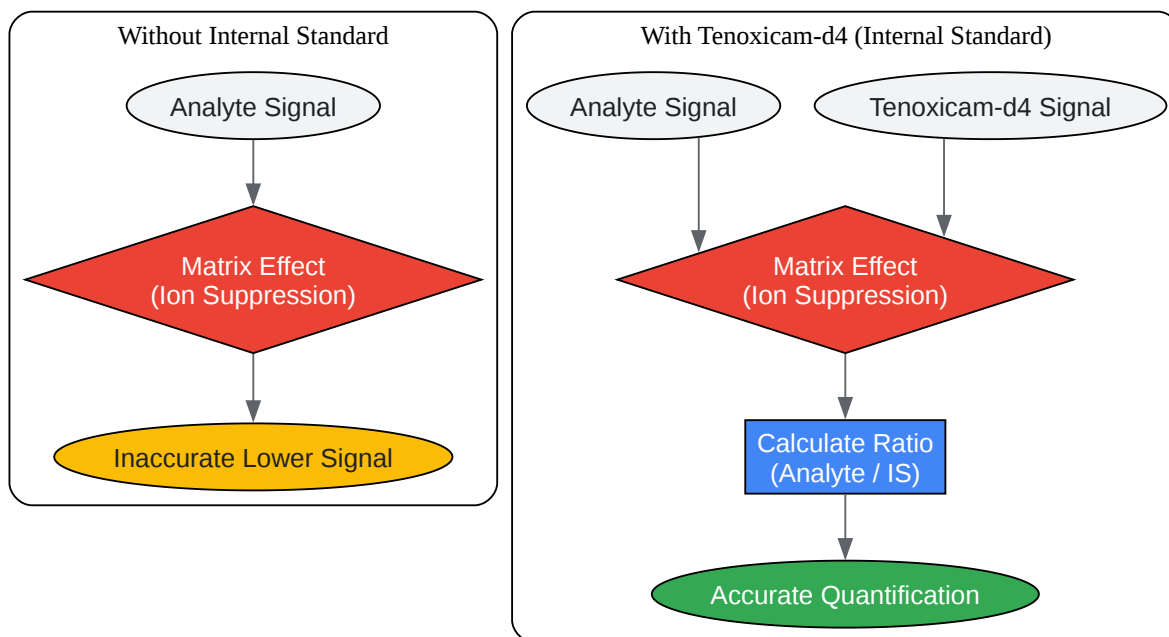 Without Internal Standard
Analyte Signal
Matrix Effect
(Ion Suppression)
Inaccurate Lower Signal
With Tenoxicam-d4 (Internal Standard)
Analyte Signal
Tenoxicam-d4 Signal
Matrix Effect
(Ion Suppression)
Calculate Ratio
(Analyte / IS)
Accurate Quantification